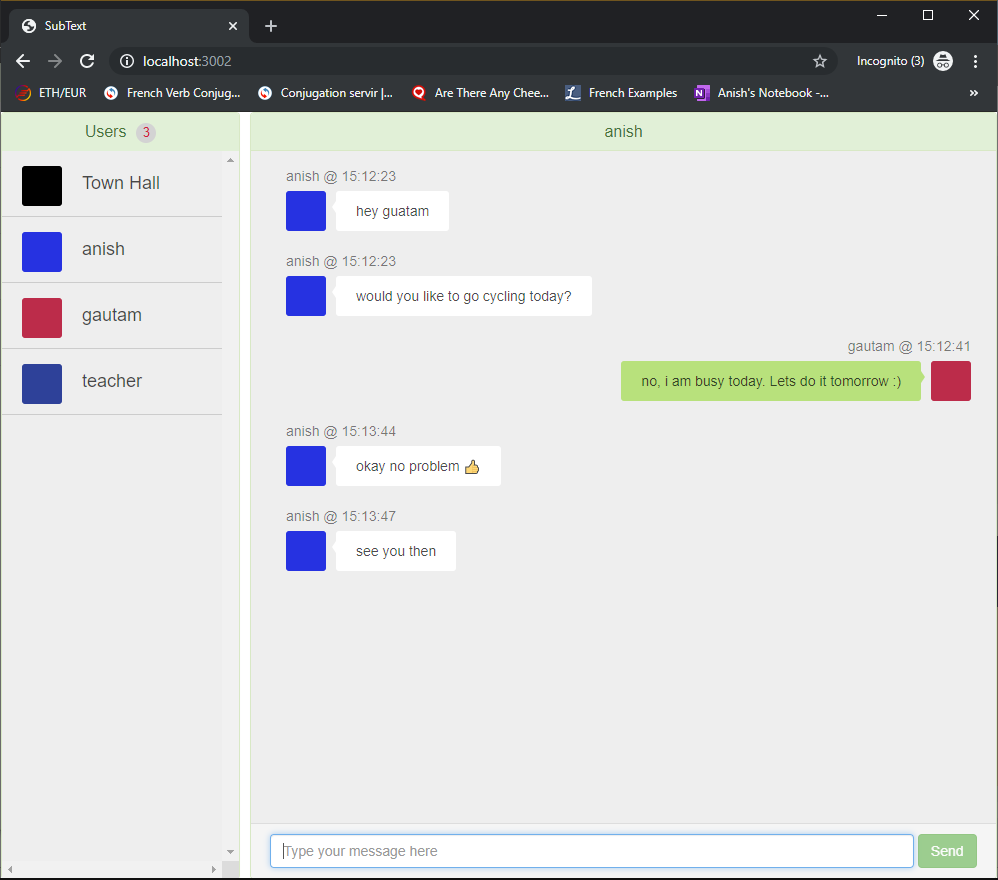 SubText
localhost:3002
Incognito (3)
ETH/EUR
French Verb Conjug...
Conjugation servir |...
Are There Any Chee...
French Examples
Anish's Notebook -...
»
Users 3
anish
Town Hall
anish
gautam
teacher
anish @ 15:12:23
hey guatam
anish @ 15:12:23
would you like to go cycling today?
gautam @ 15:12:41
no, i am busy today. Lets do it tomorrow :)
anish @ 15:13:44
okay no problem 👍
anish @ 15:13:47
see you then
Type your message here
Send